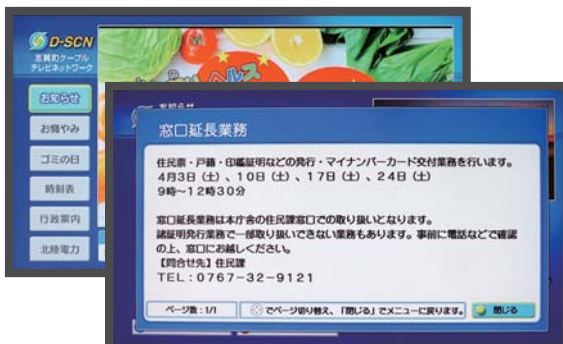 D-SCN
志賀町ケーブル
テレビネットワーク
ヘルス
お知らせ
お悔やみ
ゴミの日
時刻表
行政案内
北陸電力
お知らせ
窓口延長業務
住民票・戸籍・印鑑証明などの発行・マイナンバーカード交付業務を行います。
4月3日(土)、10日(土)、17日(土)、24日(土)
9時~12時30分
窓口延長業務は本庁舎の住民課窓口での取り扱いとなります。
諸証明発行業務で一部取り扱いできない業務もあります。事前に電話などで確認
の上、窓口にお越しください。
【問合せ先】住民課
TEL:0767-32-9121
ページ数:1/1
でページ切り替え、「閉じる」でメニューに戻ります。
閉じる